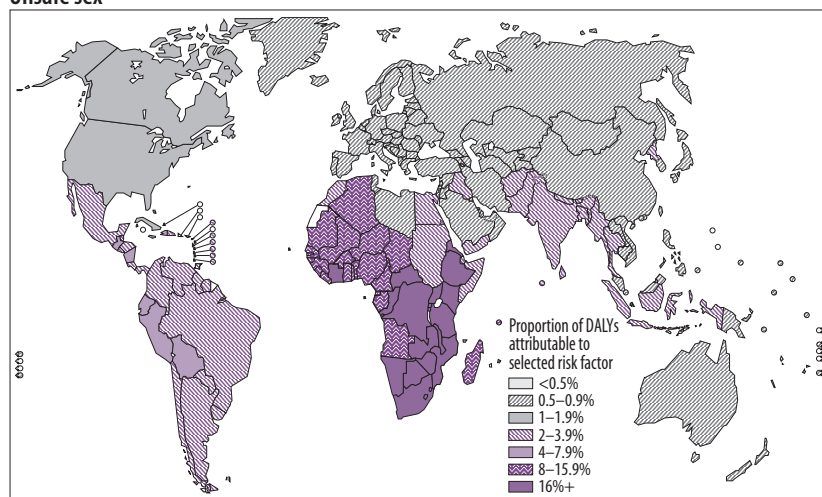 Unsafe sex
Proportion of DALYs
attributable to
selected risk factor
<0.5%
0.5–0.9%
1–1.9%
2–3.9%
4–7.9%
8–15.9%
16%+